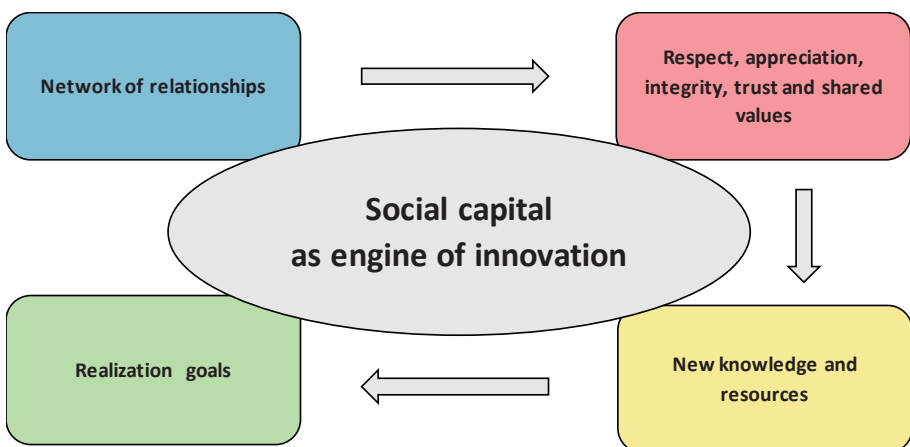 Network of relationships
Respect, appreciation,
integrity, trust and shared
values
Social capital
as engine of innovation
Realization goals
New knowledge and
resources